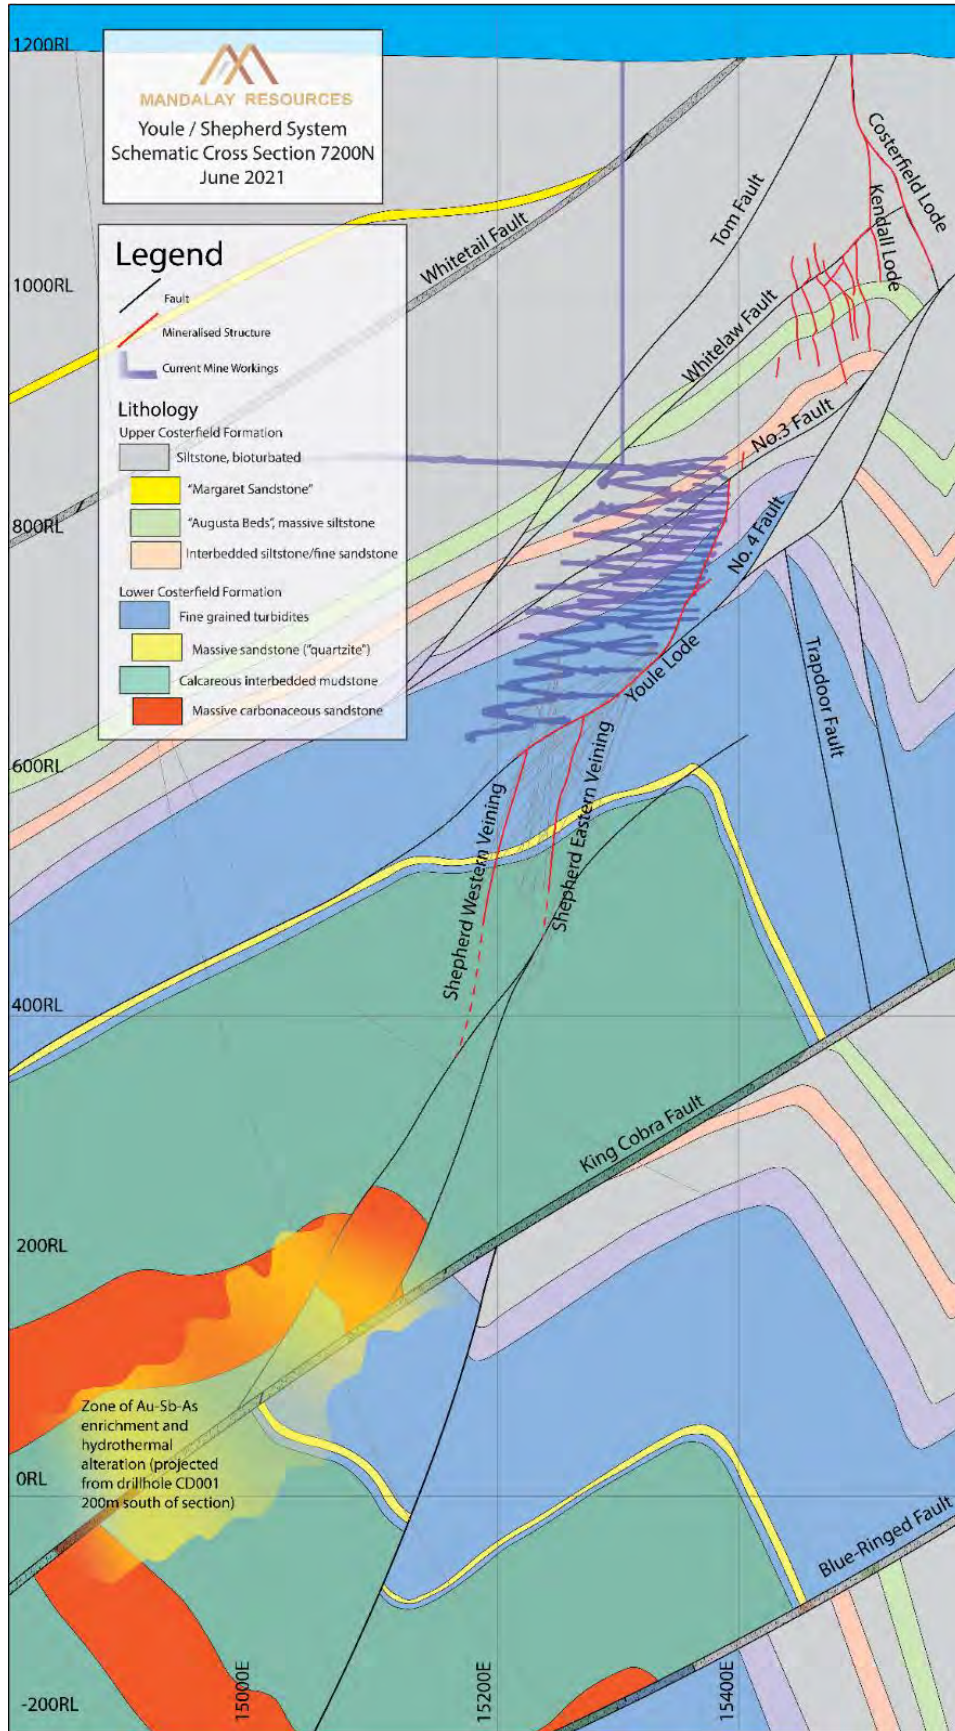 1200RL
MANDALAY RESOURCES
Youle / Shepherd System
Schematic Cross Section 7200N
June 2021
Legend
Fault
Mineralised Structure
Current Mine Workings
Lithology
Upper Costerfield Formation
Siltstone, bioturbated
"Margaret Sandstone"
"Augusta Beds", massive siltstone
Interbedded siltstone/fine sandstone
Lower Costerfield Formation
Fine grained turbidites
Massive sandstone ("quartzite")
Calcareous interbedded mudstone
Massive carbonaceous sandstone
1000RL
800RL
600RL
400RL
200RL
0RL
-200RL
Whitetail Fault
Tom Fault
Costerfield Lode
Kendall Lode
Whitelaw Fault
No.3 Fault
No. 4 Fault
Youle Lode
Trapdoor Fault
Shepherd Western Veining
Shepherd Eastern Veining
King Cobra Fault
Zone of Au-Sb-As
enrichment and
hydrothermal
alteration (projected
from drillhole CD001
200m south of section)
Blue-Ringed Fault
15000E
15200E
15400E